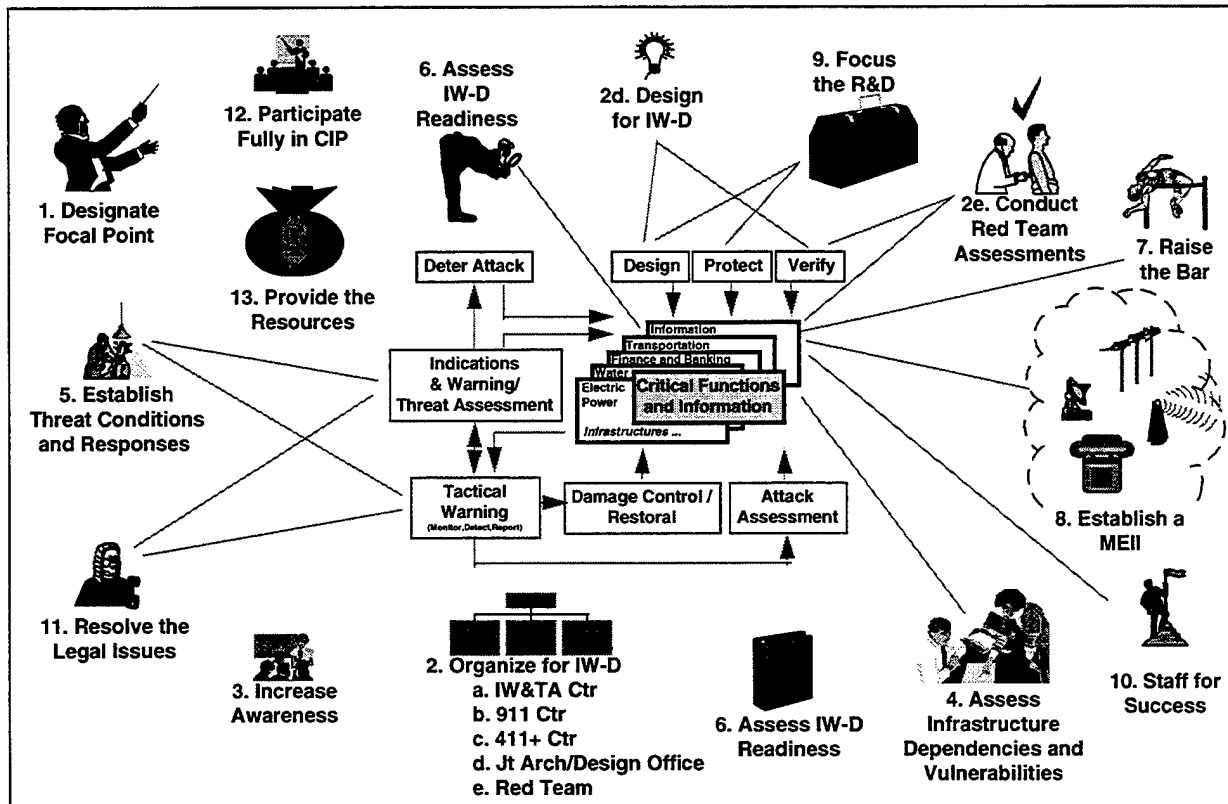 12. Participate
Fully in CIP
6. Assess
IW-D
Readiness
2d. Design
for IW-D
9. Focus
the R&D
1. Designate
Focal Point
2e. Conduct
Red Team
Assessments
7. Raise
the Bar
13. Provide the
Resources
Deter Attack
Design
Protect
Verify
5. Establish
Threat Conditions
and Responses
Indications
& Warning/
Threat Assessment
Information
Transportation
Finance and Banking
Water
Electric
Power
Critical Functions
and Information
Infrastructures ...
Tactical
Warning
(Monitor,Detect,Report)
Damage Control /
Restoral
Attack
Assessment
8. Establish a
MEII
11. Resolve the
Legal Issues
3. Increase
Awareness
2. Organize for IW-D
a. IW&TA Ctr
b. 911 Ctr
c. 411+ Ctr
d. Jt Arch/Design Office
e. Red Team
6. Assess IW-D
Readiness
4. Assess
Infrastructure
Dependencies and
Vulnerabilities
10. Staff for
Success